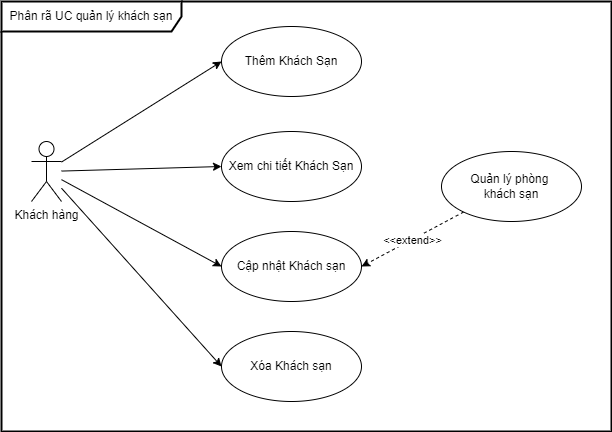 Phân rã UC quản lý khách sạn
Thêm Khách Sạn
Xem chi tiết Khách Sạn
Quản lý phòng
khách sạn
Khách hàng
<<extend>>
Cập nhật Khách sạn
Xóa Khách sạn